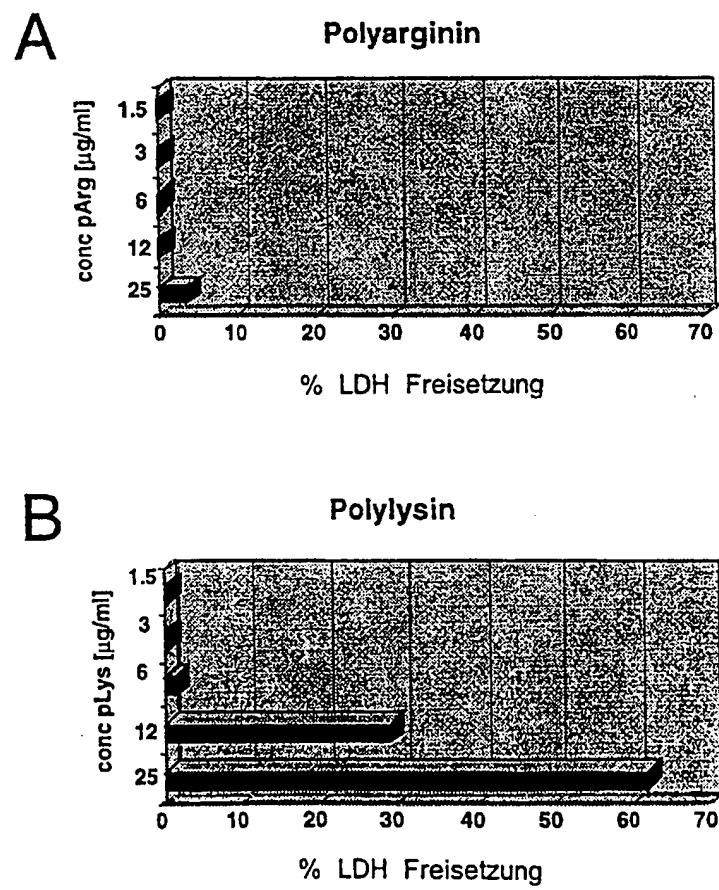 A
Polyarginin
conc pArg [µg/ml]
1.5
3
6
12
25
0 10 20 30 40 50 60 70
% LDH Freisetzung
B
Polylysin
conc pLys [µg/ml]
1.5
3
6
12
25
0 10 20 30 40 50 60 70
% LDH Freisetzung